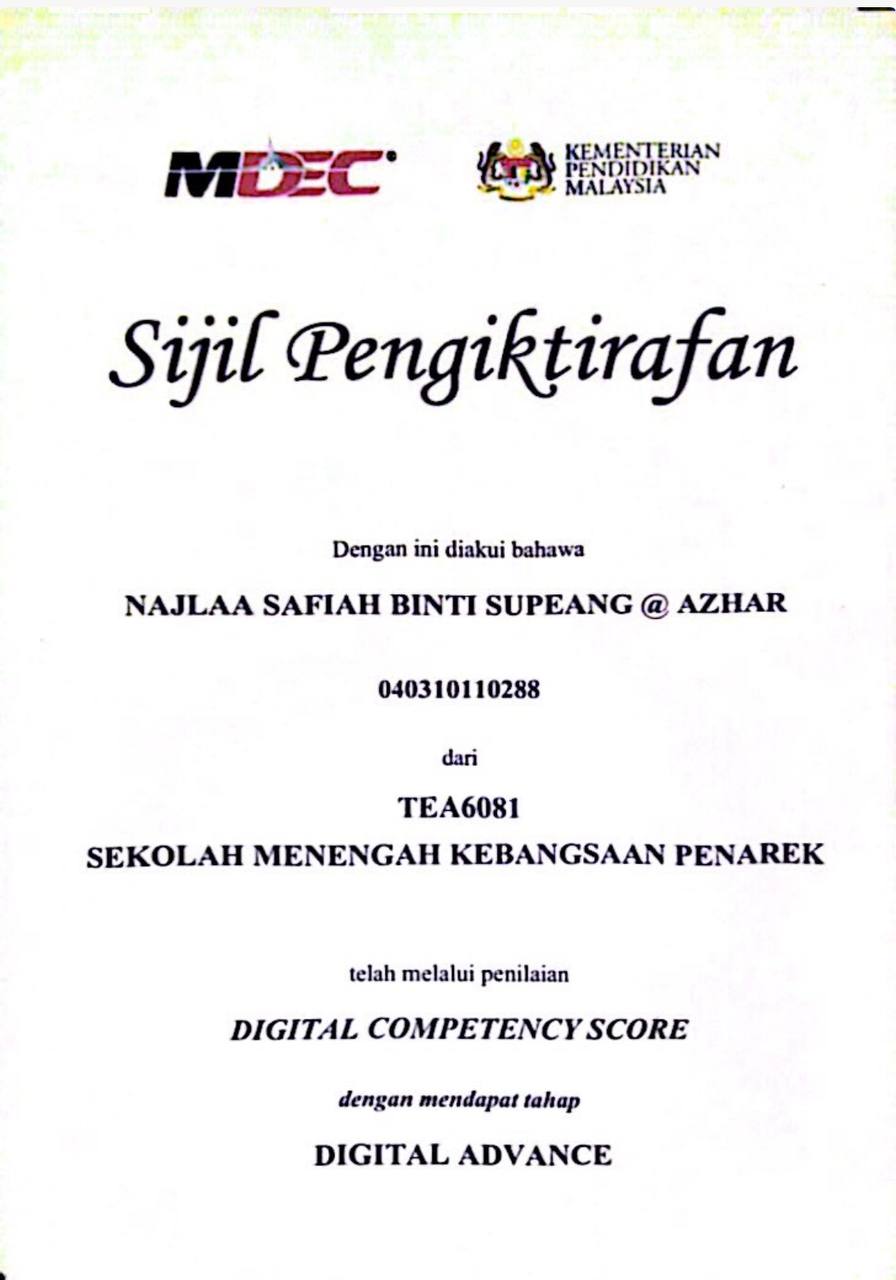 MDEC
KEMENTERIAN
PENDIDIKAN
MALAYSIA
Sijil Pengiktirafan
Dengan ini diakui bahawa
NAJLAA SAFIAH BINTI SUPEANG @ AZHAR
040310110288
dari
TEA6081
SEKOLAH MENENGAH KEBANGSAAN PENAREK
telah melalui penilaian
DIGITAL COMPETENCY SCORE
dengan mendapat tahap
DIGITAL ADVANCE